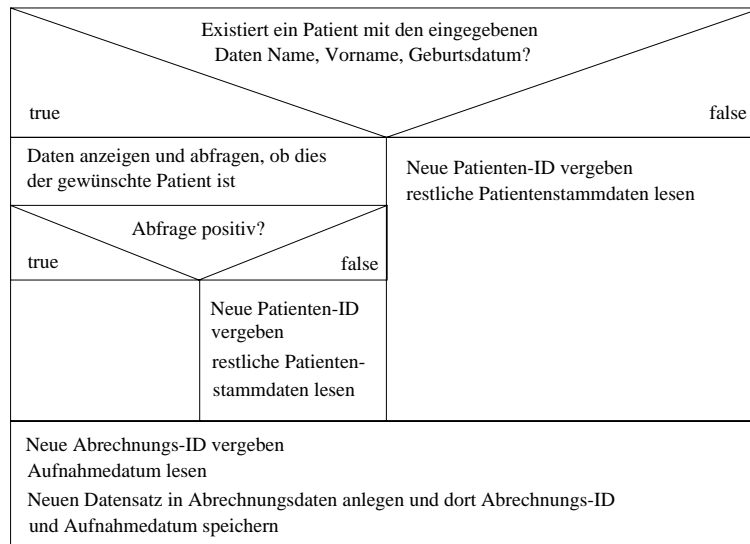 Existiert ein Patient mit den eingegebenen
Daten Name, Vorname, Geburtsdatum?
true
false
Daten anzeigen und abfragen, ob dies
der gewünschte Patient ist
Neue Patienten-ID vergeben
restliche Patientenstammdaten lesen
Abfrage positiv?
true
false
Neue Patienten-ID
vergeben
restliche Patienten-
stammdaten lesen
Neue Abrechnungs-ID vergeben
Aufnahmedatum lesen
Neuen Datensatz in Abrechnungsdaten anlegen und dort Abrechnungs-ID
und Aufnahmedatum speichern